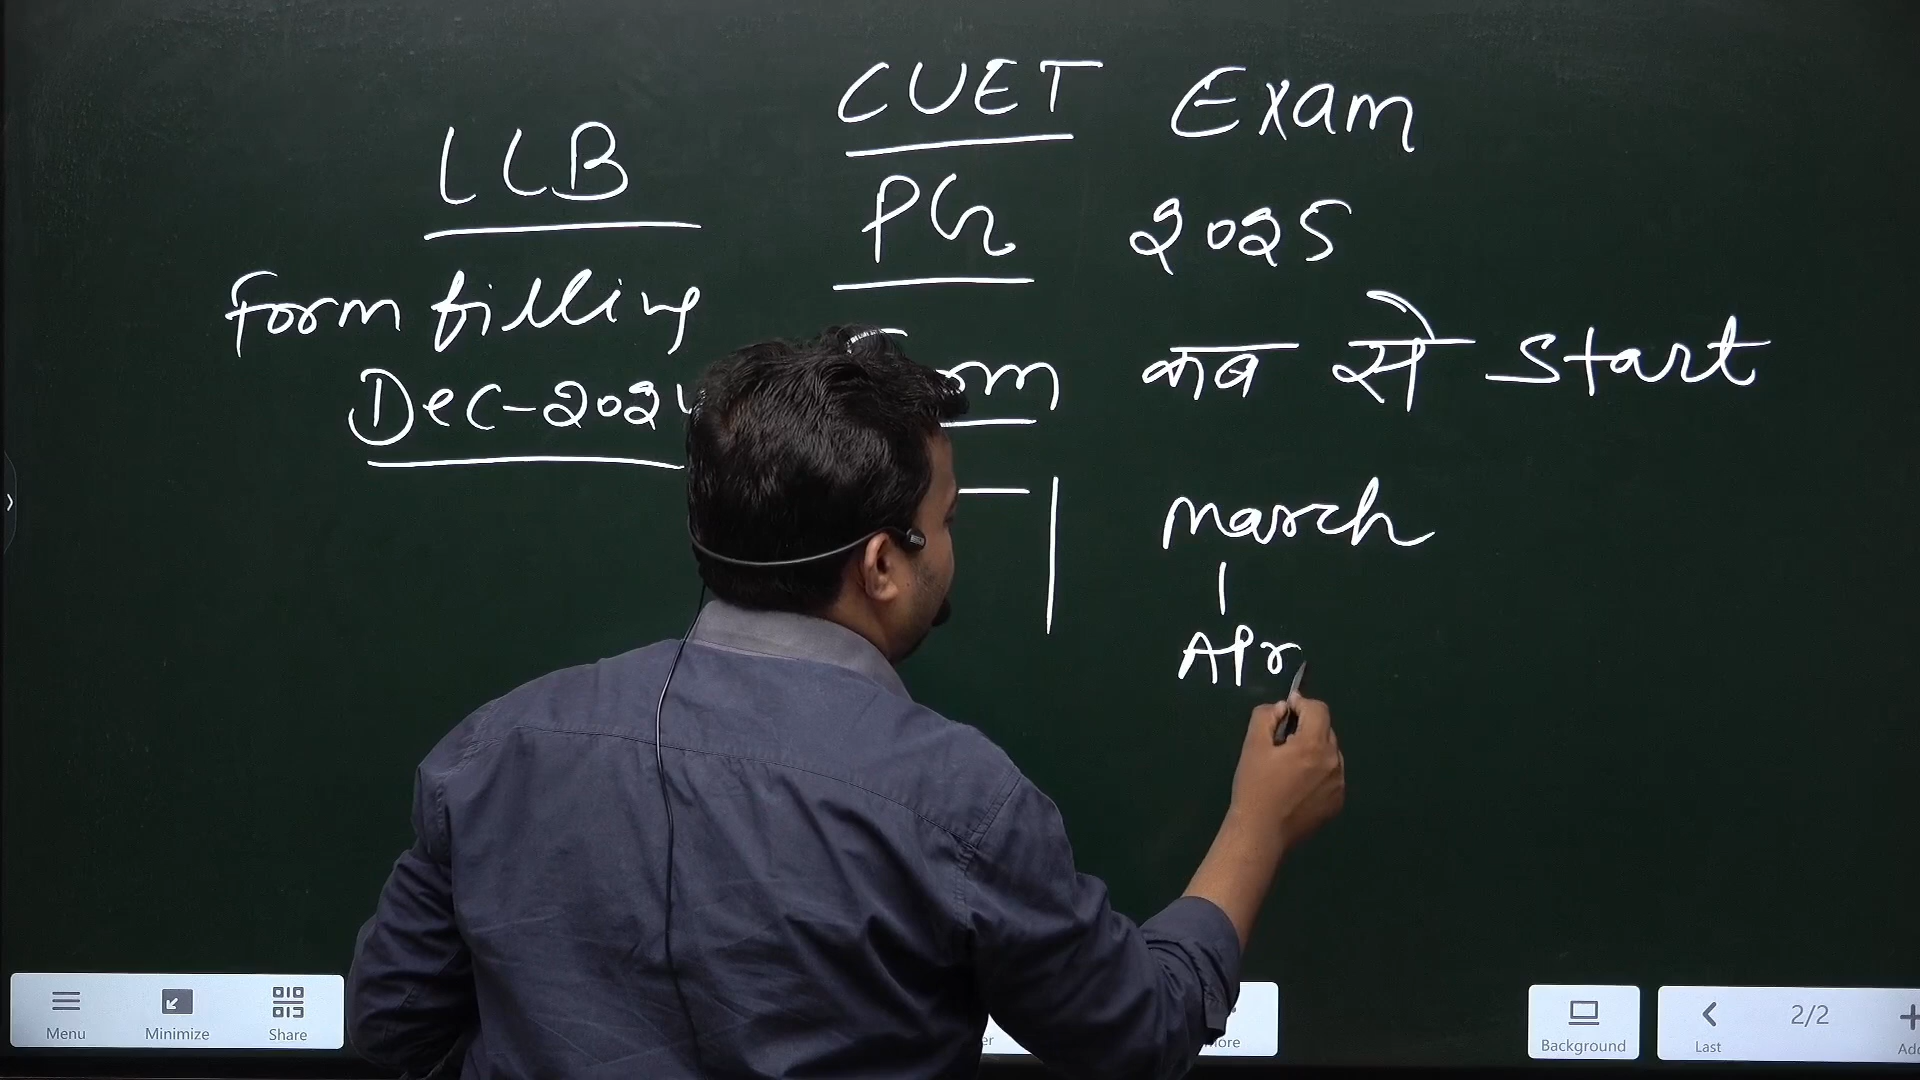 CUET Exam
LLB
PG 2025
Form filling
कब से Start
Dec-202
March
Apr
Menu
Minimize
Share
More
Background
Last
2/2